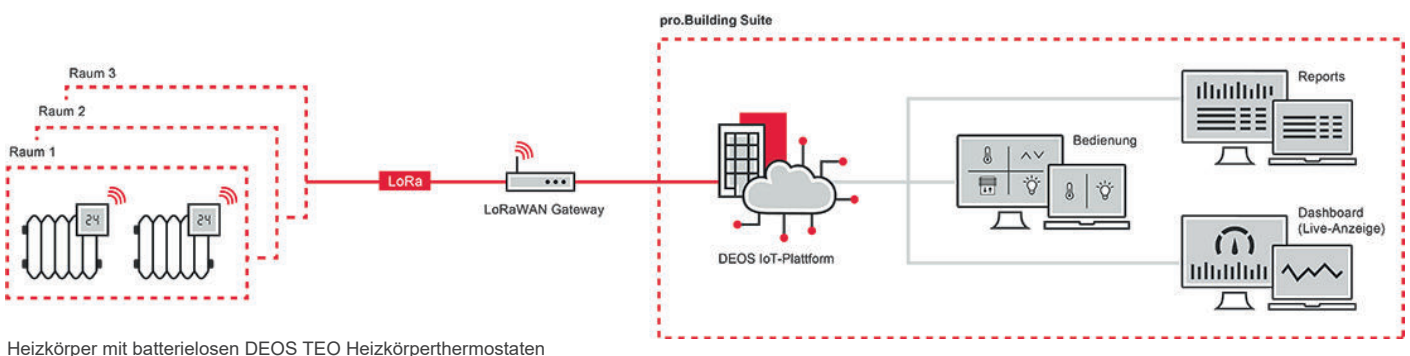 pro.Building Suite
Raum 3
Raum 2
Raum 1
24
24
LoRa
LoRaWAN Gateway
DEOS IoT-Plattform
Bedienung
Reports
Dashboard
(Live-Anzeige)
Heizkörper mit batterielosen DEOS TEO Heizkörperthermostaten